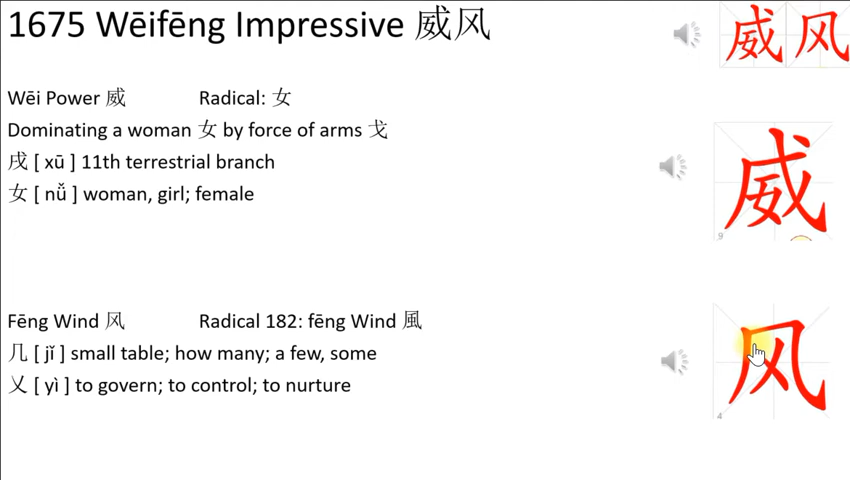 1675 Wēifēng Impressive 威风
威风
Wēi Power 威 Radical: 女
Dominating a woman 女 by force of arms 戈
戌 [ xū ] 11th terrestrial branch
女 [ nǚ ] woman, girl; female
威
9
Fēng Wind 风 Radical 182: fēng Wind 風
几 [ jǐ ] small table; how many; a few, some
乂 [ yì ] to govern; to control; to nurture
风
4